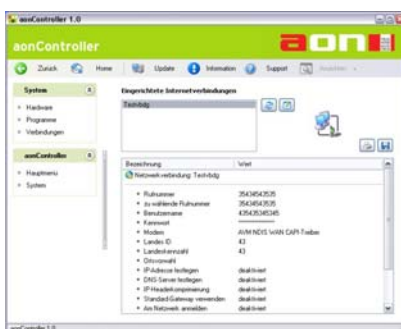 aonController 1.0
aonController
aon
Zurück Home Update Information Support
System
Hardware
Programme
Verbindungen
aonController
Hauptmenü
System
Eingerichtete Internetverbindungen
Testvbdg
Bezeichnung Wert
Netzwerkverbindung: Testvbdg
Rufnummer 35434543535
zu wählende Rufnummer 35434543535
Benutzername 435435345345
Kennwort
Modem AVM NDIS WAN CAPI-Treiber
Landes ID 43
Landeskennzahl 43
Ortsvorwahl
IP-Adresse festlegen deaktiviert
DNS-Server festlegen deaktiviert
IP-Headerkomprimierung deaktiviert
Standard-Gateway verwenden deaktiviert
Am Netzwerk anmelden deaktiviert
aonController 1.0